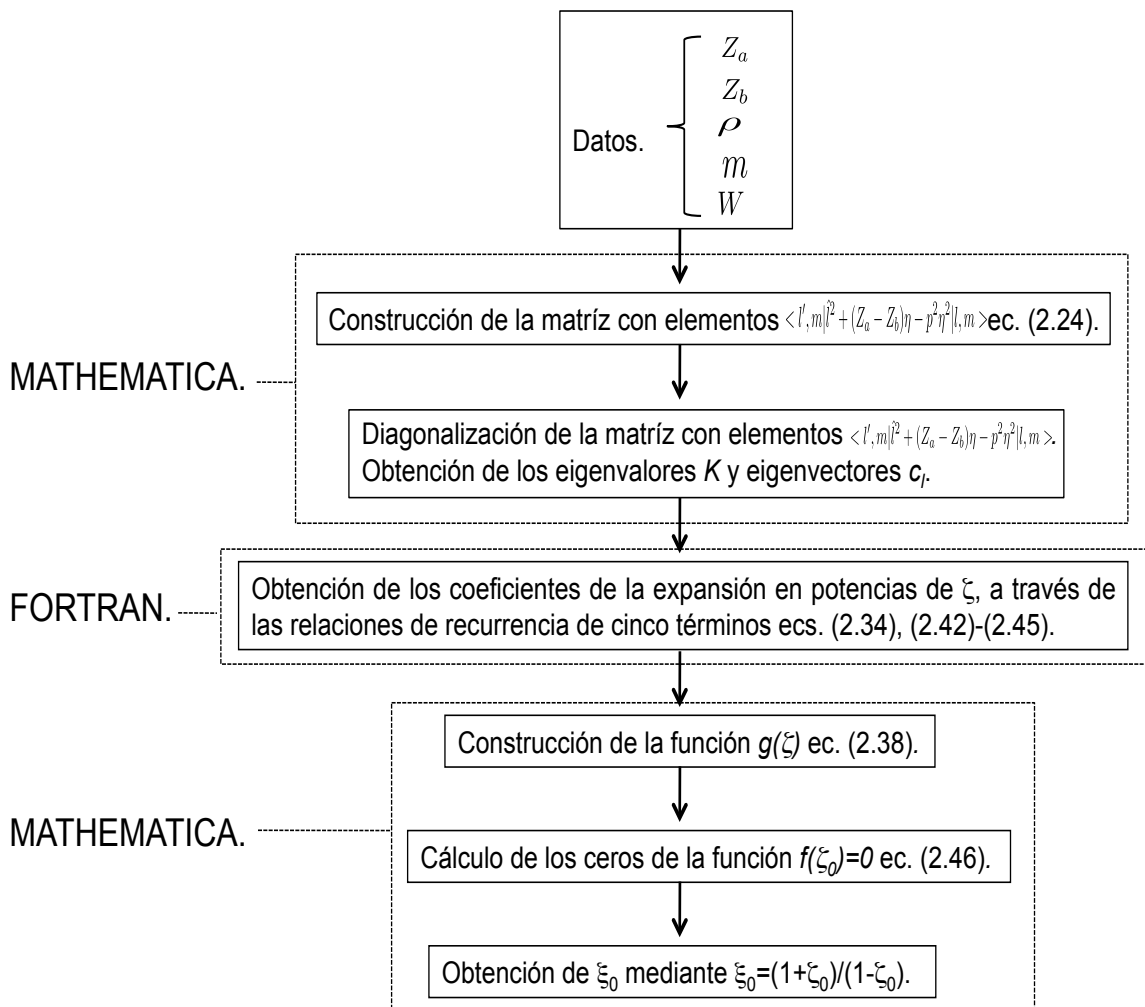 Datos.
Z_a
Z_b
ρ
m
W
MATHEMATICA.
Construcción de la matríz con elementos < l′, m|l̂² + (Z_a − Z_b)η − p²η²|l, m > ec. (2.24).
Diagonalización de la matríz con elementos < l′, m|l̂² + (Z_a − Z_b)η − p²η²|l, m >.
Obtención de los eigenvalores K y eigenvectores c_l.
FORTRAN.
Obtención de los coeficientes de la expansión en potencias de ζ, a través de
las relaciones de recurrencia de cinco términos ecs. (2.34), (2.42)-(2.45).
MATHEMATICA.
Construcción de la función g(ζ) ec. (2.38).
Cálculo de los ceros de la función f(ζ₀)=0 ec. (2.46).
Obtención de ξ₀ mediante ξ₀=(1+ζ₀)/(1-ζ₀).